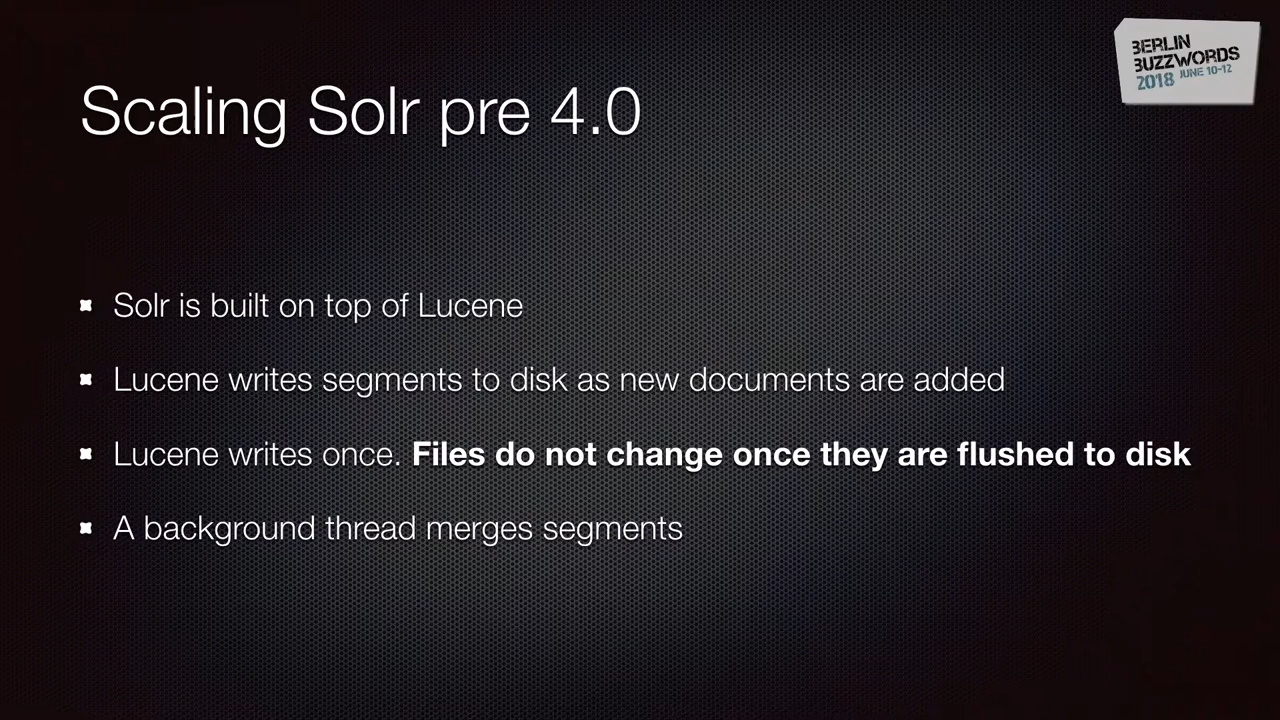 BERLIN
BUZZWORDS
2018 JUNE 10-12
Scaling Solr pre 4.0
Solr is built on top of Lucene
Lucene writes segments to disk as new documents are added
Lucene writes once. Files do not change once they are flushed to disk
A background thread merges segments